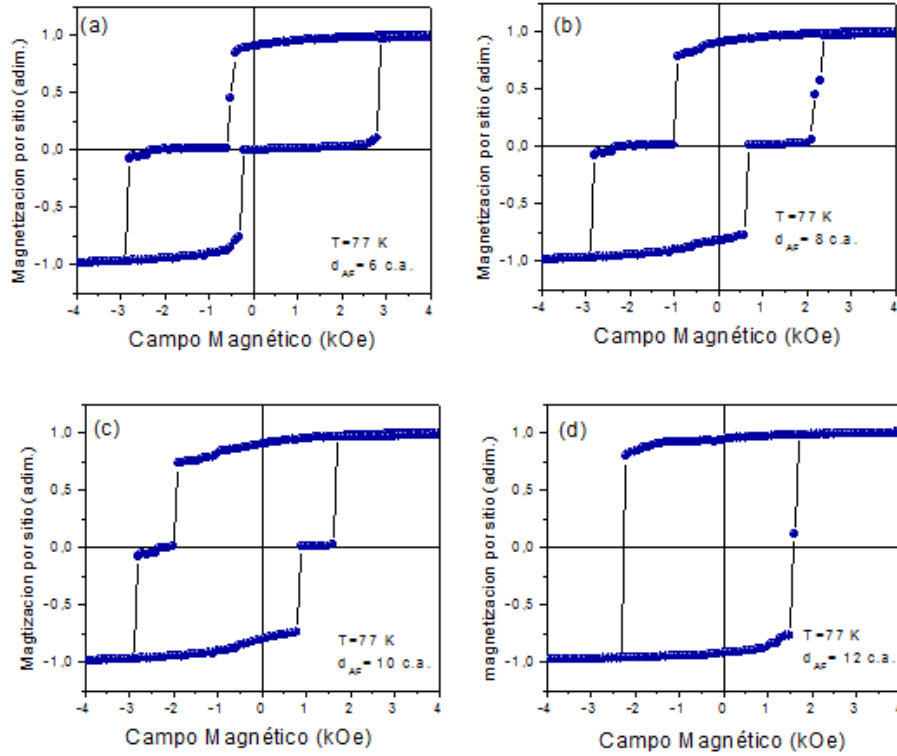 (a)
Magnetizacion por sitio (adim.)
1,0
0,5
0,0
-0,5
-1,0
T=77 K
d_AF= 6 c.a.
-4 -3 -2 -1 0 1 2 3 4
Campo Magnético (kOe)
(b)
Magnetizacion por sitio (adim.)
1,0
0,5
0,0
-0,5
-1,0
T=77 K
d_AF= 8 c.a.
-4 -3 -2 -1 0 1 2 3 4
Campo Magnético (kOe)
(c)
Magtizacion por sitio (adim.)
1,0
0,5
0,0
-0,5
-1,0
T=77 K
d_AF= 10 c.a.
-4 -3 -2 -1 0 1 2 3 4
Campo Magnético (kOe)
(d)
magnetizacion por sitio (adim.)
1,0
0,5
0,0
-0,5
-1,0
T=77 K
d_AF= 12 c.a.
-4 -3 -2 -1 0 1 2 3 4
Campo Magnético (kOe)